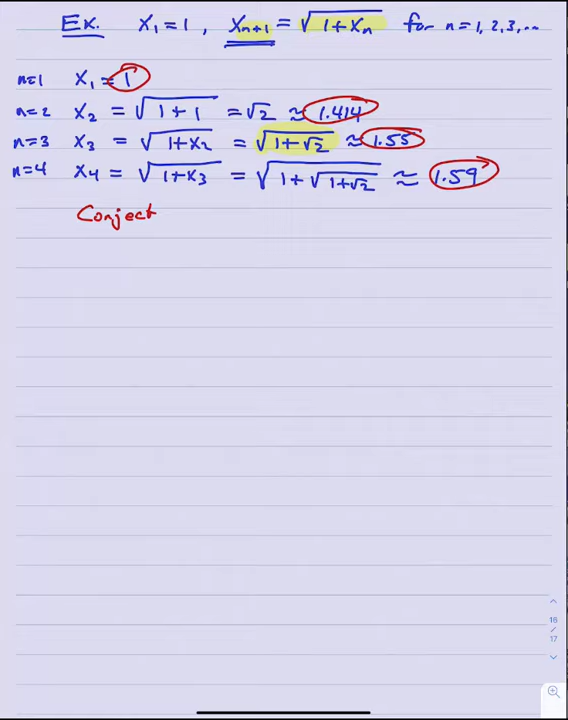 Ex. X₁=1, Xₙ₊₁ = √(1+Xₙ) for n=1,2,3,...
n=1 X₁ = 1
n=2 X₂ = √(1+1) = √2 ≈ 1.414
n=3 X₃ = √(1+X₂) = √(1+√2) ≈ 1.55
n=4 X₄ = √(1+X₃) = √(1+√(1+√2)) ≈ 1.59
Conject
16
/
17